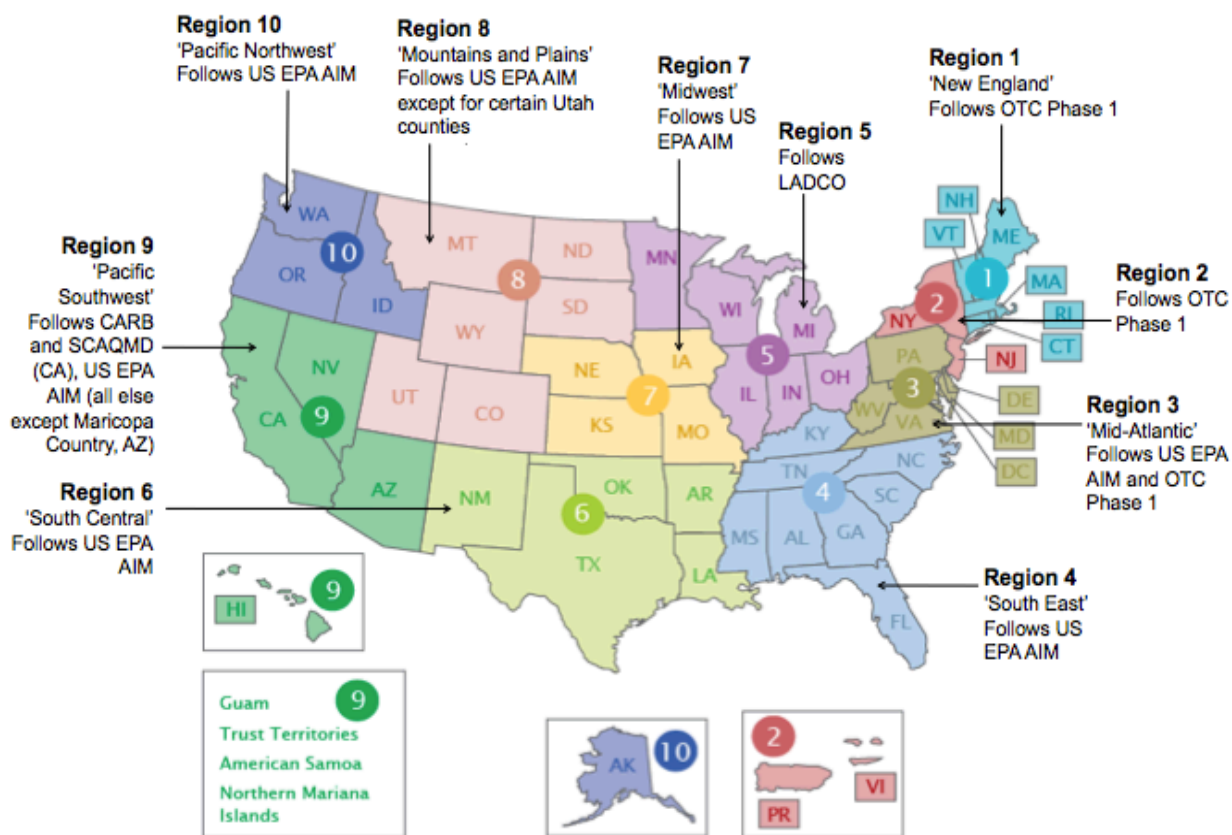 Region 10
'Pacific Northwest'
Follows US EPA AIM
Region 8
'Mountains and Plains'
Follows US EPA AIM
except for certain Utah
counties
Region 7
'Midwest'
Follows US
EPA AIM
Region 5
Follows
LADCO
Region 1
'New England'
Follows OTC Phase 1
Region 9
'Pacific
Southwest'
Follows CARB
and SCAQMD
(CA), US EPA
AIM (all else
except Maricopa
Country, AZ)
Region 2
Follows OTC
Phase 1
Region 3
'Mid-Atlantic'
Follows US EPA
AIM and OTC
Phase 1
Region 6
'South Central'
Follows US EPA
AIM
Region 4
'South East'
Follows US
EPA AIM
WA
OR
ID
10
MT
ND
SD
WY
UT
CO
8
NE
IA
KS
MO
7
MN
WI
MI
IL
IN
OH
5
NH
VT
ME
MA
RI
CT
1
NY
NJ
2
PA
WV
VA
DE
MD
DC
3
NV
CA
AZ
9
NM
OK
AR
TX
LA
6
KY
TN
NC
SC
MS
AL
GA
FL
4
HI
9
Guam
9
Trust Territories
American Samoa
Northern Mariana
Islands
AK
10
2
PR
VI